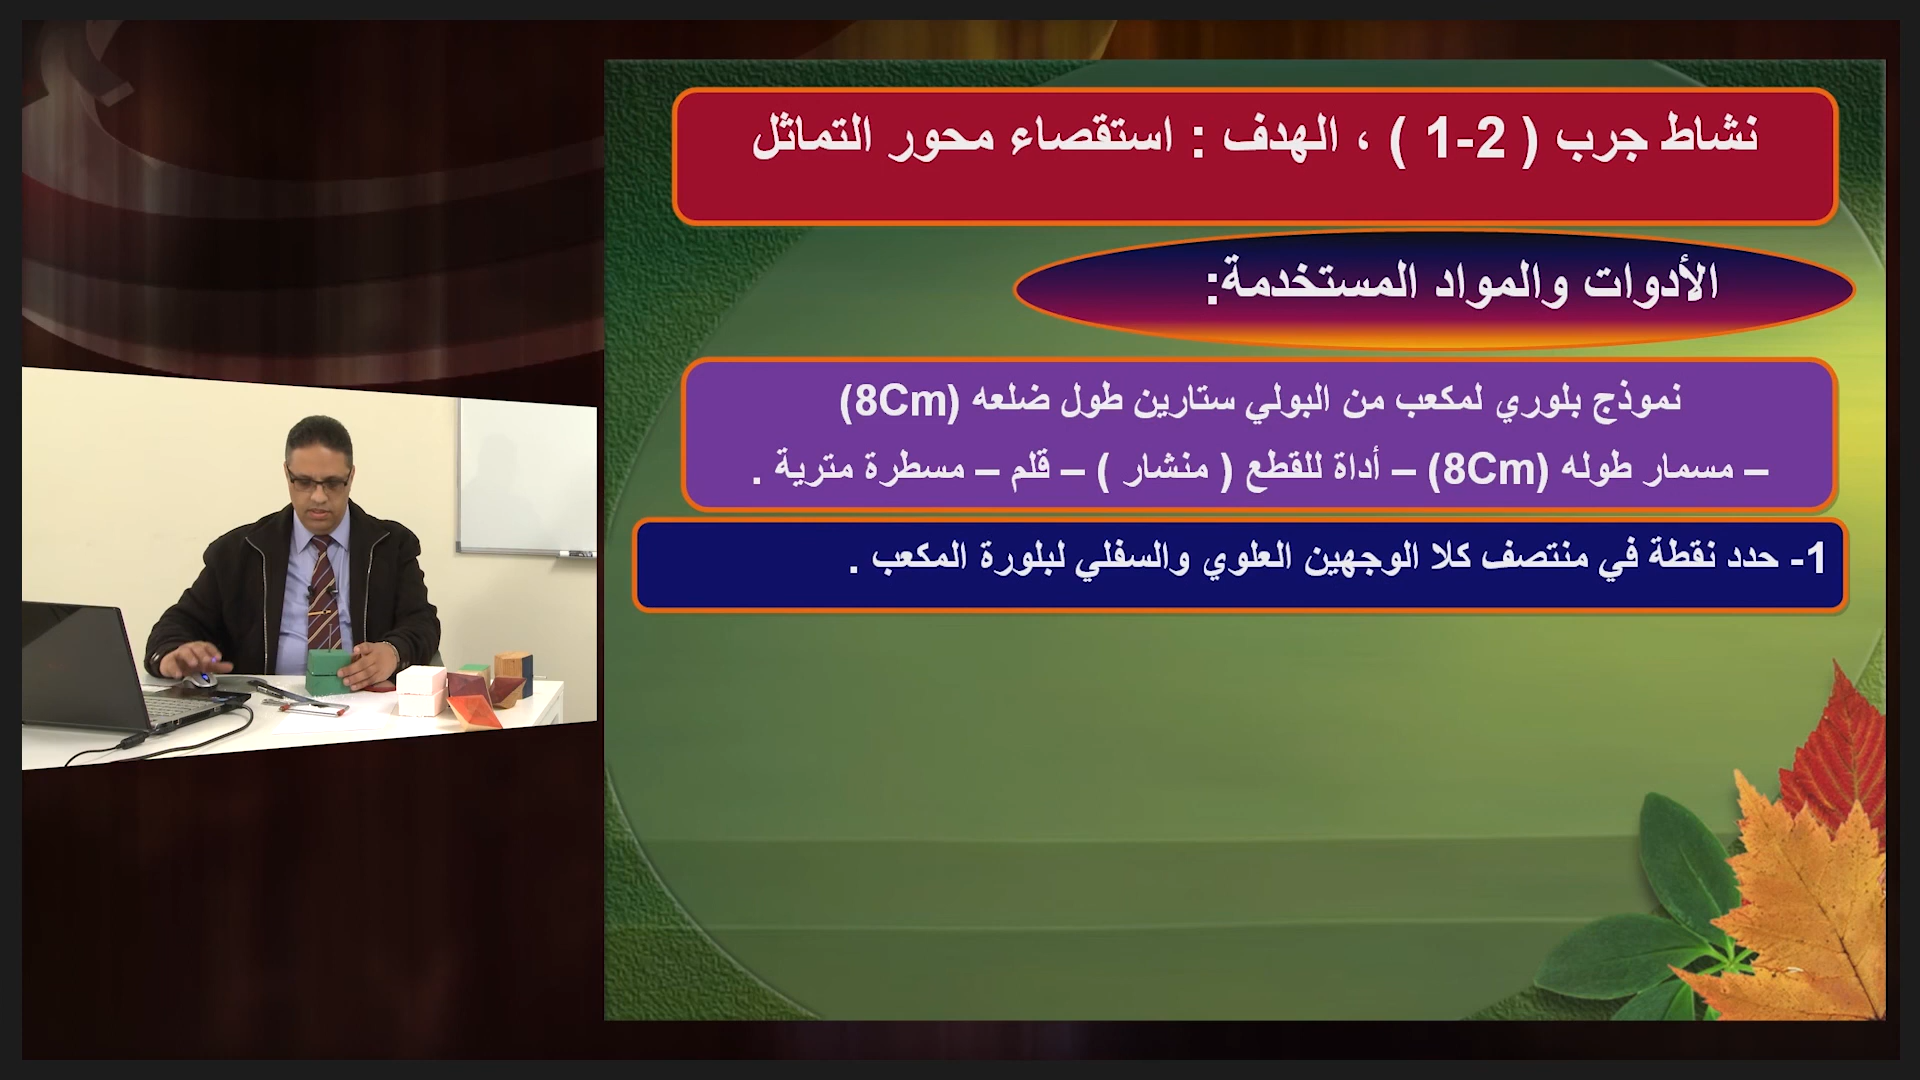 نشاط جرب ( 2-1 ) ، الهدف : استقصاء محور التماثل
الأدوات والمواد المستخدمة:
نموذج بلوري لمكعب من البولي ستارين طول ضلعه (8Cm)
– مسمار طوله (8Cm) – أداة للقطع ( منشار ) – قلم – مسطرة مترية .
1- حدد نقطة في منتصف كلا الوجهين العلوي والسفلي لبلورة المكعب .